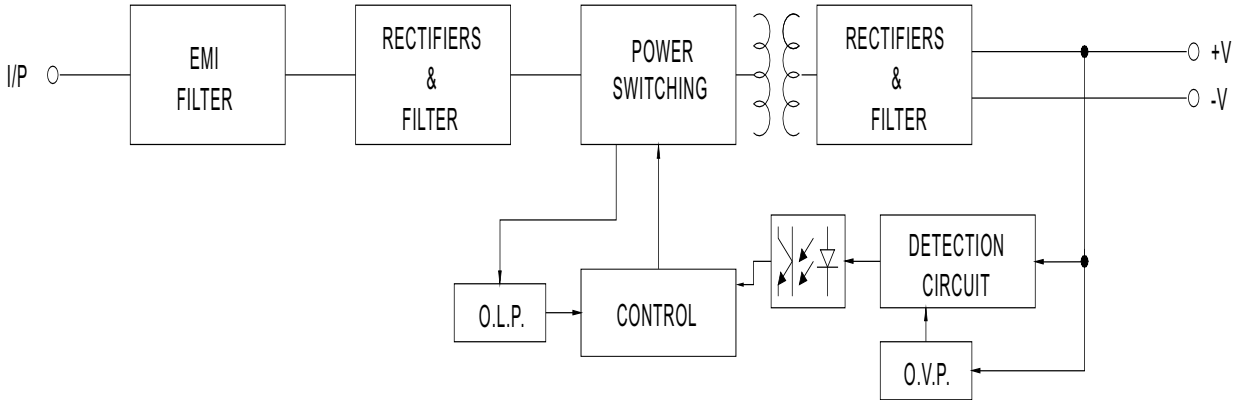 I/P
EMI
FILTER
RECTIFIERS
&
FILTER
POWER
SWITCHING
RECTIFIERS
&
FILTER
+V
-V
O.L.P.
CONTROL
DETECTION
CIRCUIT
O.V.P.